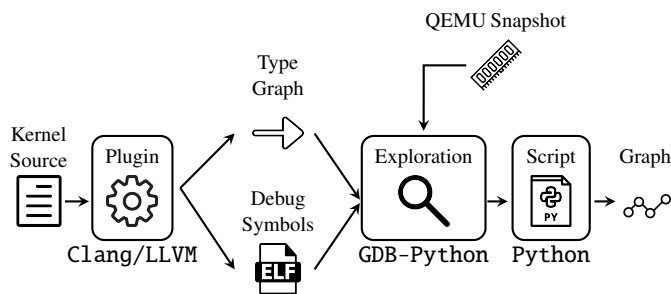 QEMU Snapshot
Type
Graph
Kernel
Source
Plugin
Exploration
Script
Graph
PY
Debug
Symbols
ELF
Clang/LLVM
GDB-Python
Python